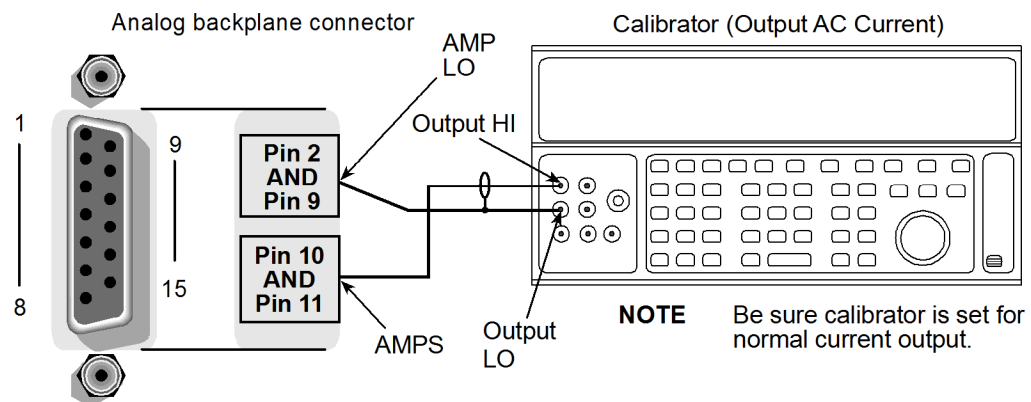 Analog backplane connector
Calibrator (Output AC Current)
AMP
LO
Output HI
1
9
Pin 2
AND
Pin 9
Pin 10
AND
Pin 11
15
8
AMPS
Output
LO
NOTE Be sure calibrator is set for
normal current output.